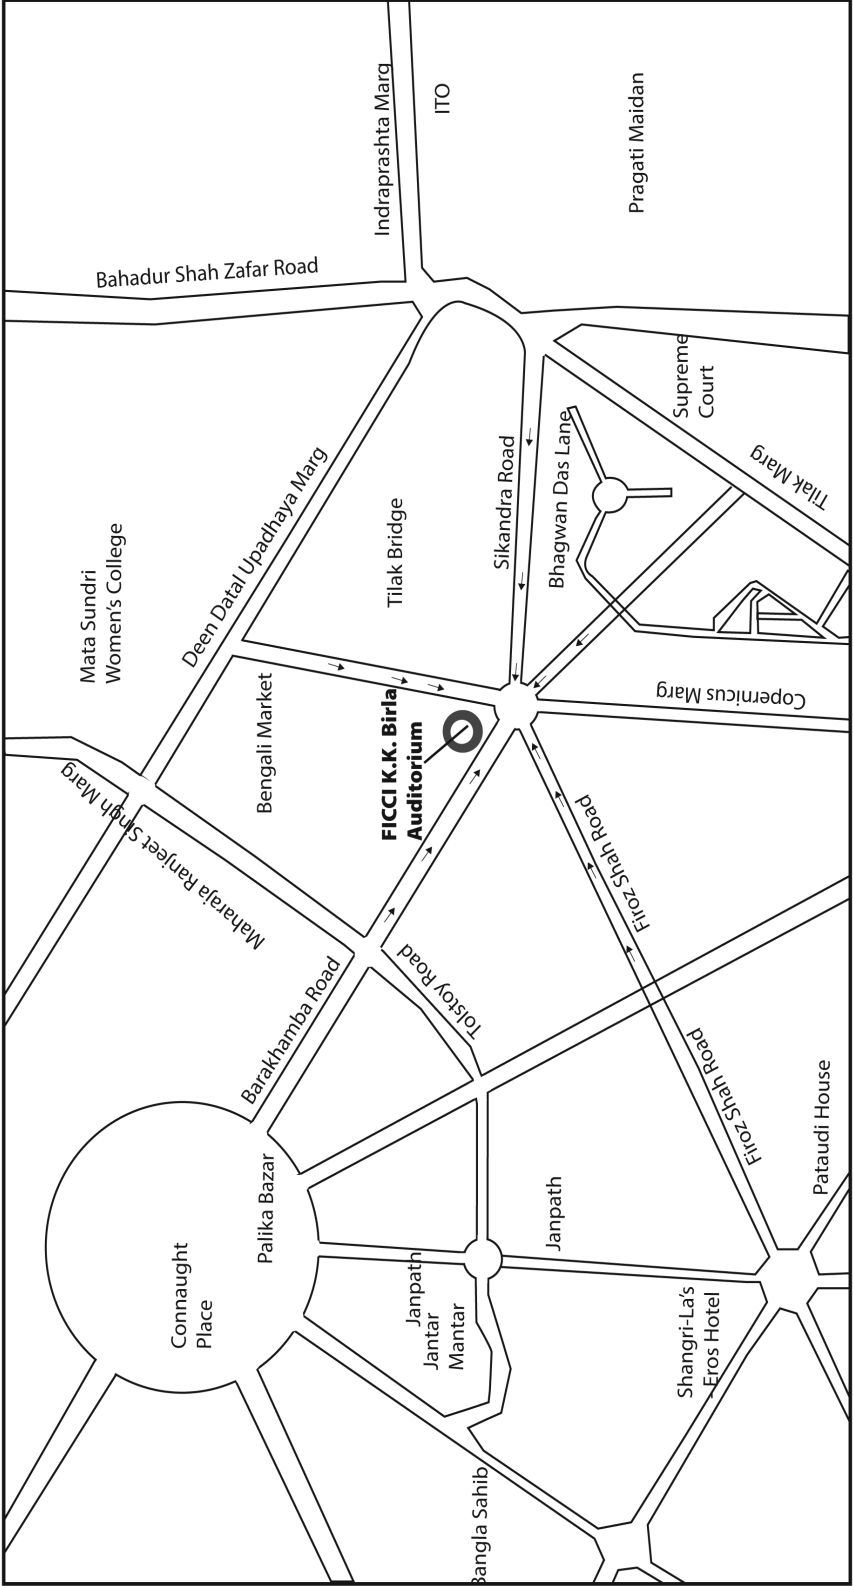 Indraprashta Marg
ITO
Pragati Maidan
Bahadur Shah Zafar Road
Supreme
Court
Tilak Marg
Deen Datal Upadhaya Marg
Sikandra Road
Bhagwan Das Lane
Tilak Bridge
Mata Sundri
Women's College
Copernicus Marg
Bengali Market
FICCI K.K. Birla
Auditorium
Maharaja Ranjeet Singh Marg
Firoz Shah Road
Barakhamba Road
Tolstoy Road
Firoz Shah Road
Pataudi House
Palika Bazar
Janpath
Connaught
Place
Janpath
Jantar
Mantar
Shangri-La's
- Eros Hotel
Bangla Sahib